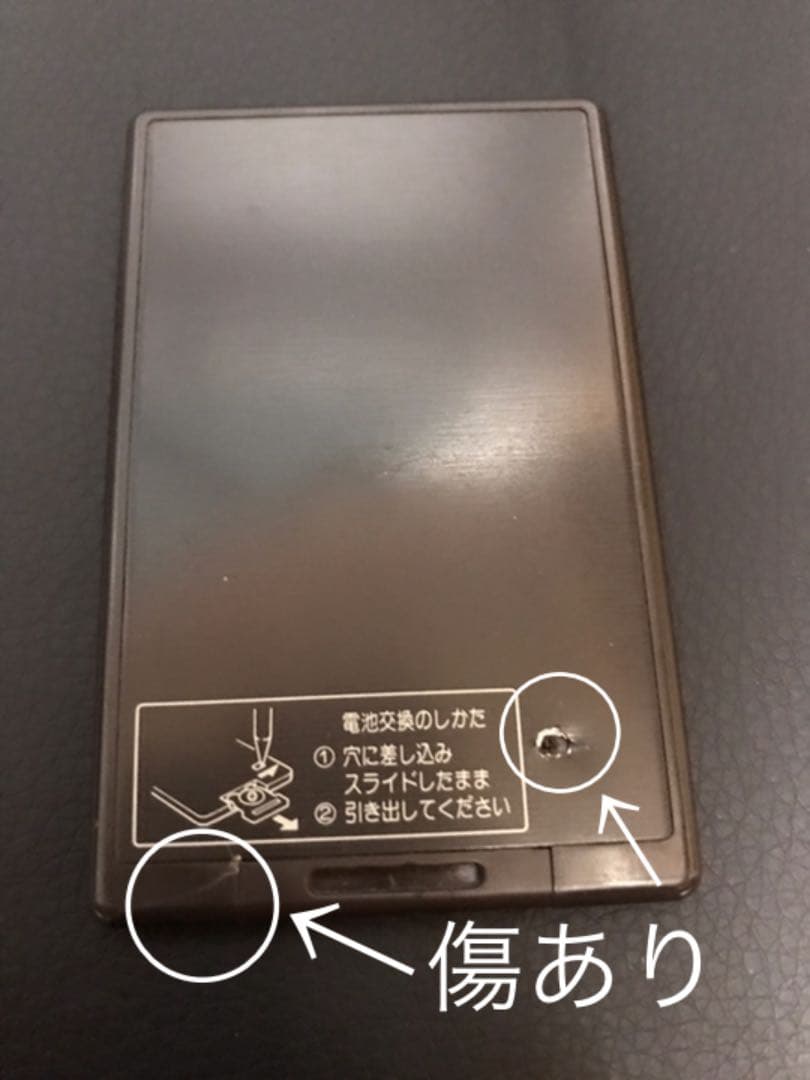 電池交換のしかた
① 穴に差し込み
スライドしたまま
② 引き出してください
傷あり